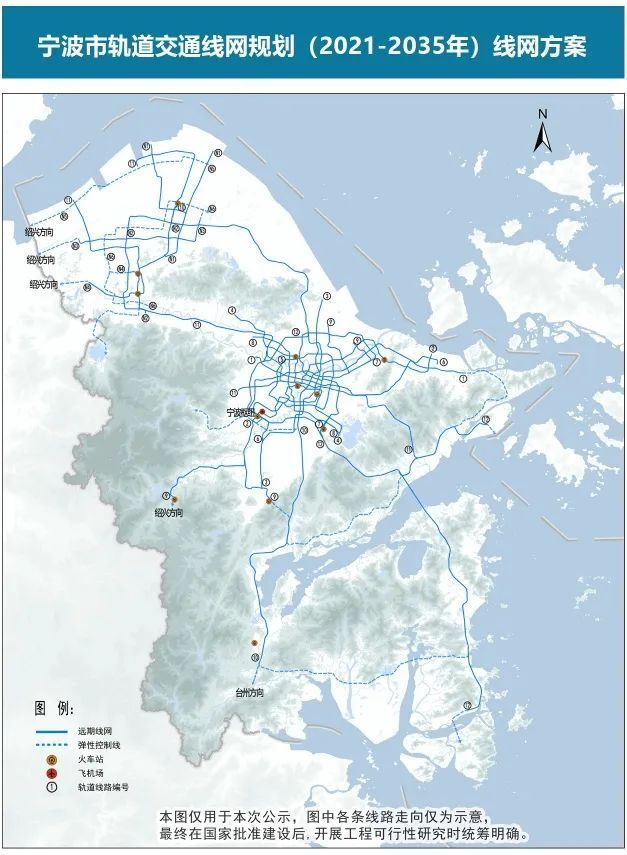 宁波市轨道交通线网规划（2021-2035年）线网方案
N
绍兴方向
绍兴方向
绍兴方向
宁波枢纽
绍兴方向
台州方向
图 例:
远期线网
弹性控制线
火车站
飞机场
① 轨道线路编号
本图仅用于本次公示，图中各条线路走向仅为示意，
最终在国家批准建设后,开展工程可行性研究时统筹明确。